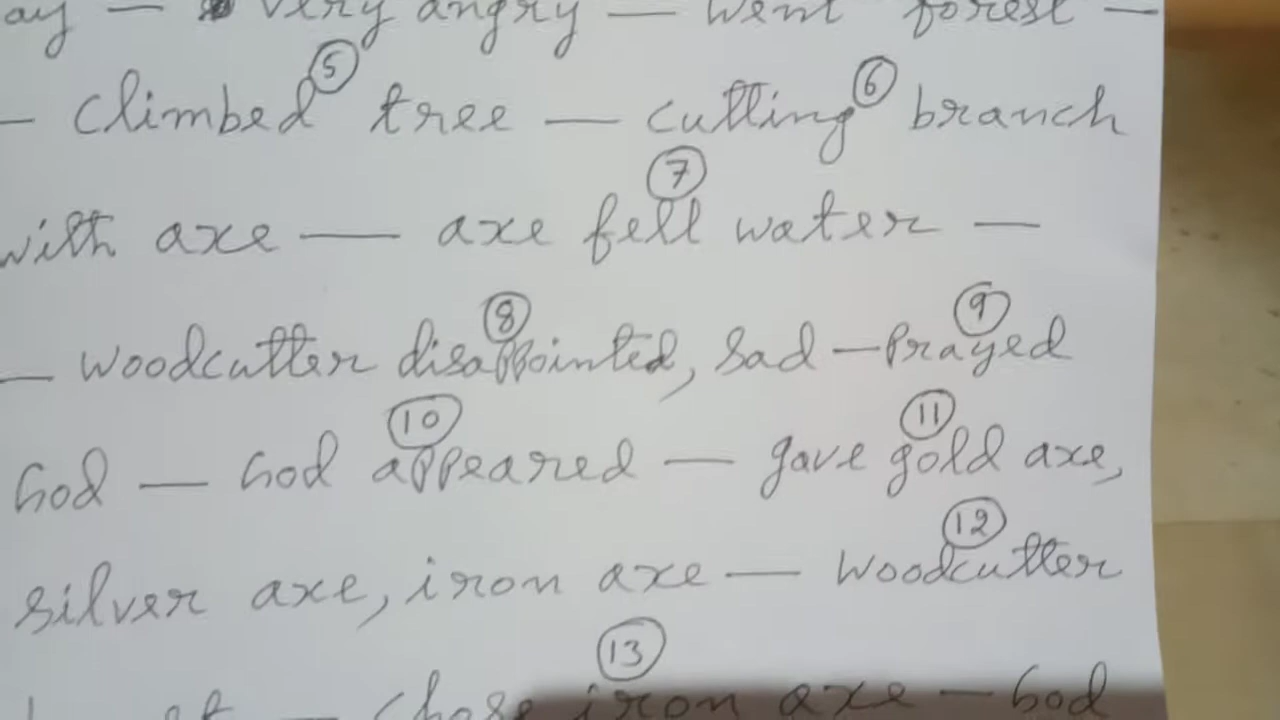 ay — very angry — went forest —
— climbed ⑤ tree — cutting ⑥ branch
with axe — axe fell ⑦ water —
— woodcutter disappointed ⑧, sad — Prayed ⑨
God — God appeared ⑩ — gave gold ⑪ axe,
silver axe, iron axe — woodcutter ⑫
— chose iron ⑬ axe — God